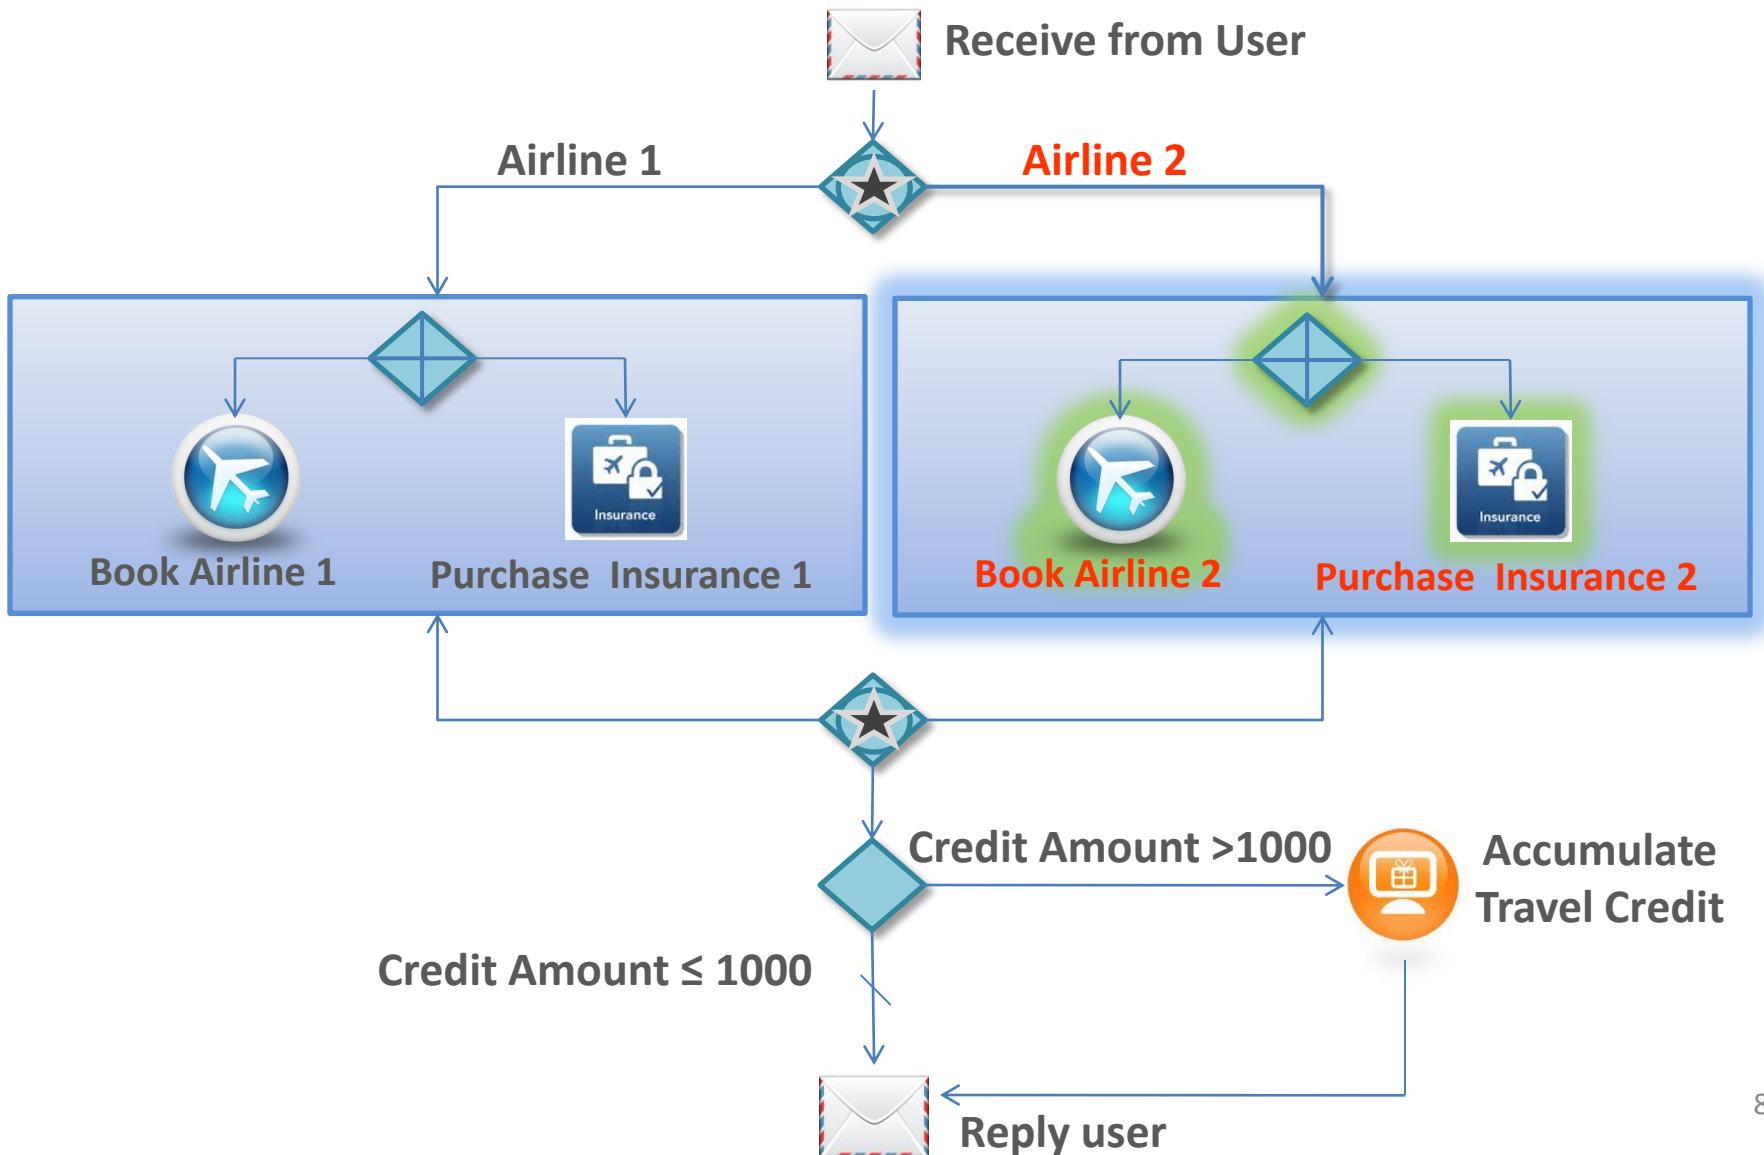 Receive from User
Airline 1
Airline 2
Insurance
Book Airline 1
Purchase Insurance 1
Insurance
Book Airline 2
Purchase Insurance 2
Credit Amount >1000
Accumulate
Travel Credit
Credit Amount ≤ 1000
Reply user
8